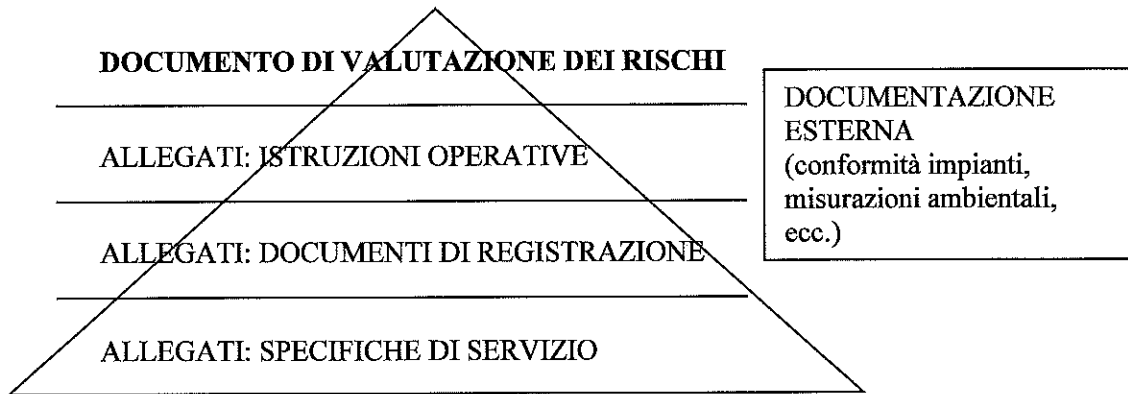 DOCUMENTO DI VALUTAZIONE DEI RISCHI
ALLEGATI: ISTRUZIONI OPERATIVE
ALLEGATI: DOCUMENTI DI REGISTRAZIONE
ALLEGATI: SPECIFICHE DI SERVIZIO
DOCUMENTAZIONE
ESTERNA
(conformità impianti,
misurazioni ambientali,
ecc.)